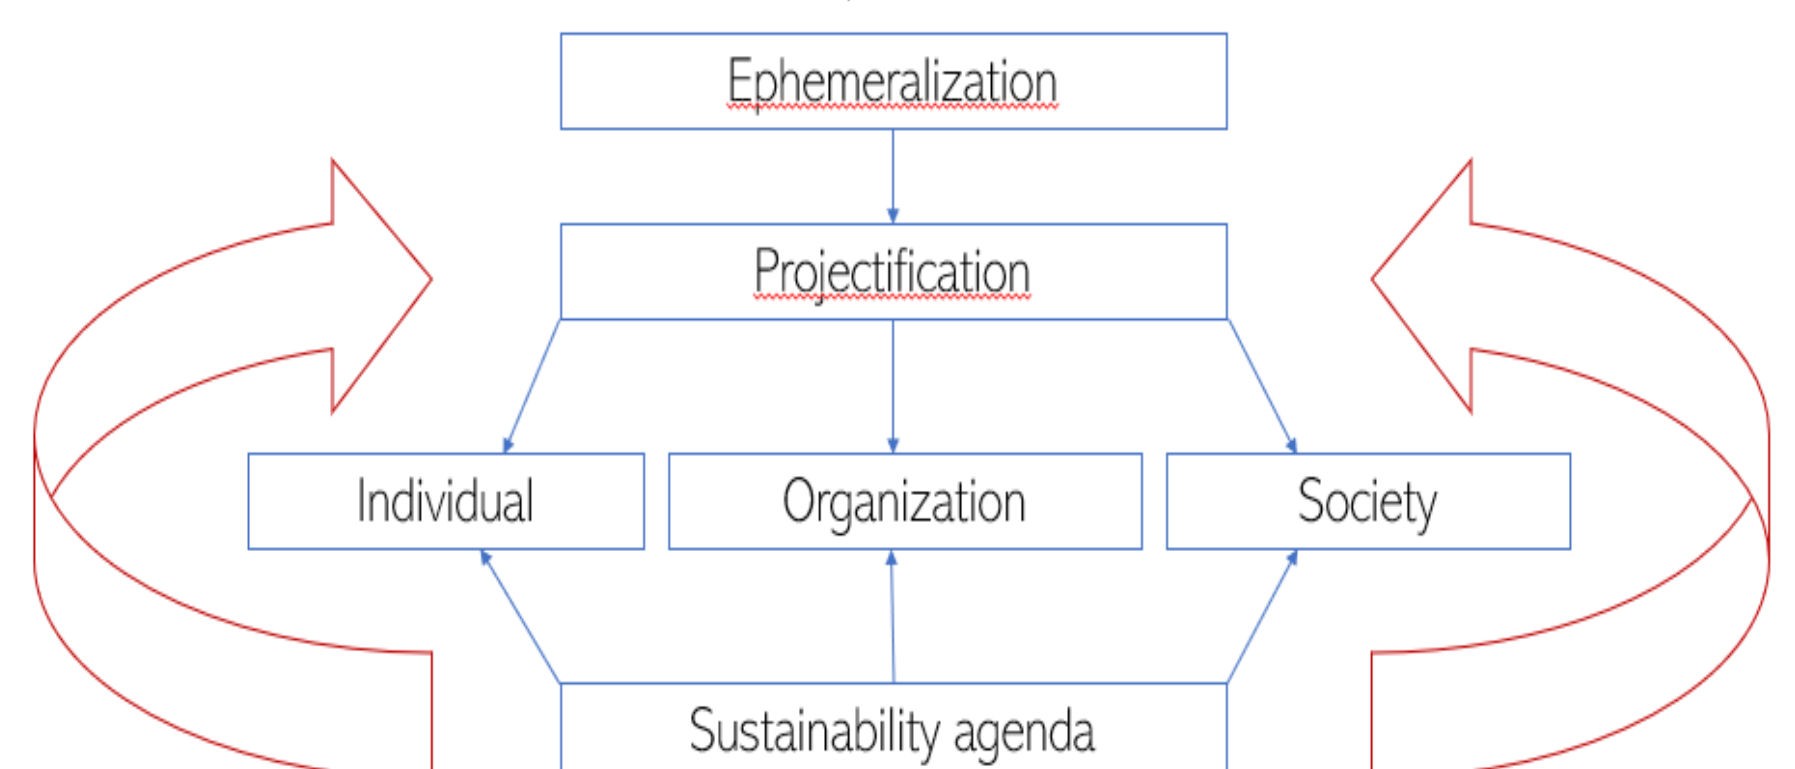 Ephemeralization
Projectification
Individual
Organization
Society
Sustainability agenda